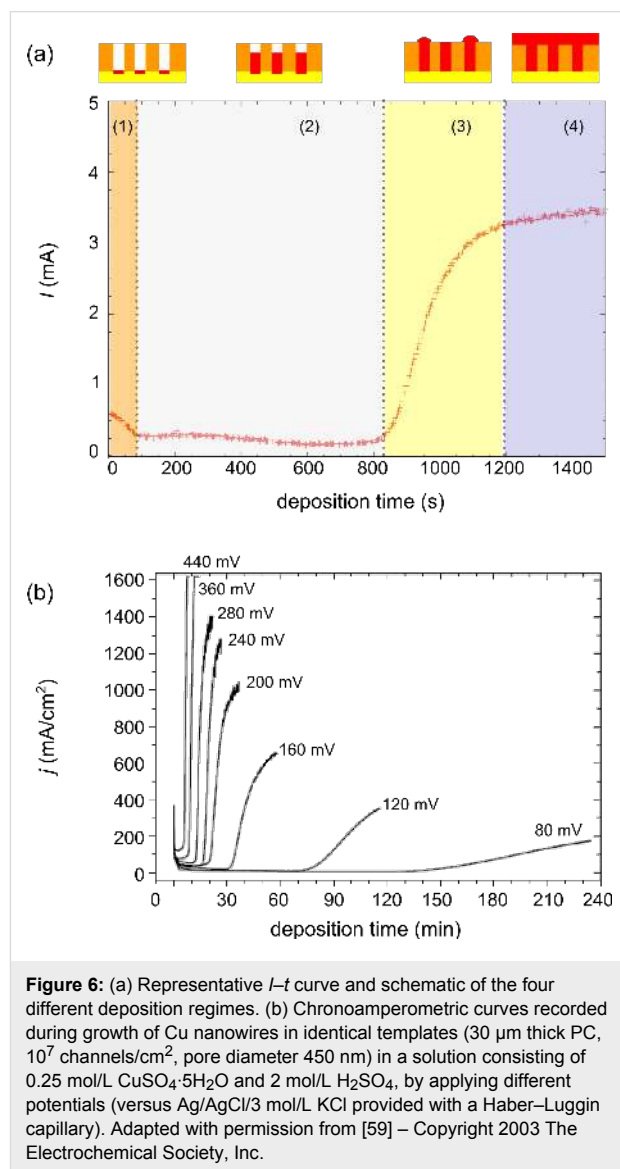 (a)
5
(1) (2) (3) (4)
4
3
2
1
0
I (mA)
0 200 400 600 800 1000 1200 1400
deposition time (s)
(b)
440 mV
1600
360 mV
280 mV
1400
240 mV
1200
200 mV
1000
800
160 mV
600
120 mV
400
80 mV
200
0
j (mA/cm²)
30 60 90 120 150 180 210 240
deposition time (min)
Figure 6: (a) Representative I–t curve and schematic of the four
different deposition regimes. (b) Chronoamperometric curves recorded
during growth of Cu nanowires in identical templates (30 µm thick PC,
10⁷ channels/cm², pore diameter 450 nm) in a solution consisting of
0.25 mol/L CuSO₄·5H₂O and 2 mol/L H₂SO₄, by applying different
potentials (versus Ag/AgCl/3 mol/L KCl provided with a Haber–Luggin
capillary). Adapted with permission from [59] – Copyright 2003 The
Electrochemical Society, Inc.